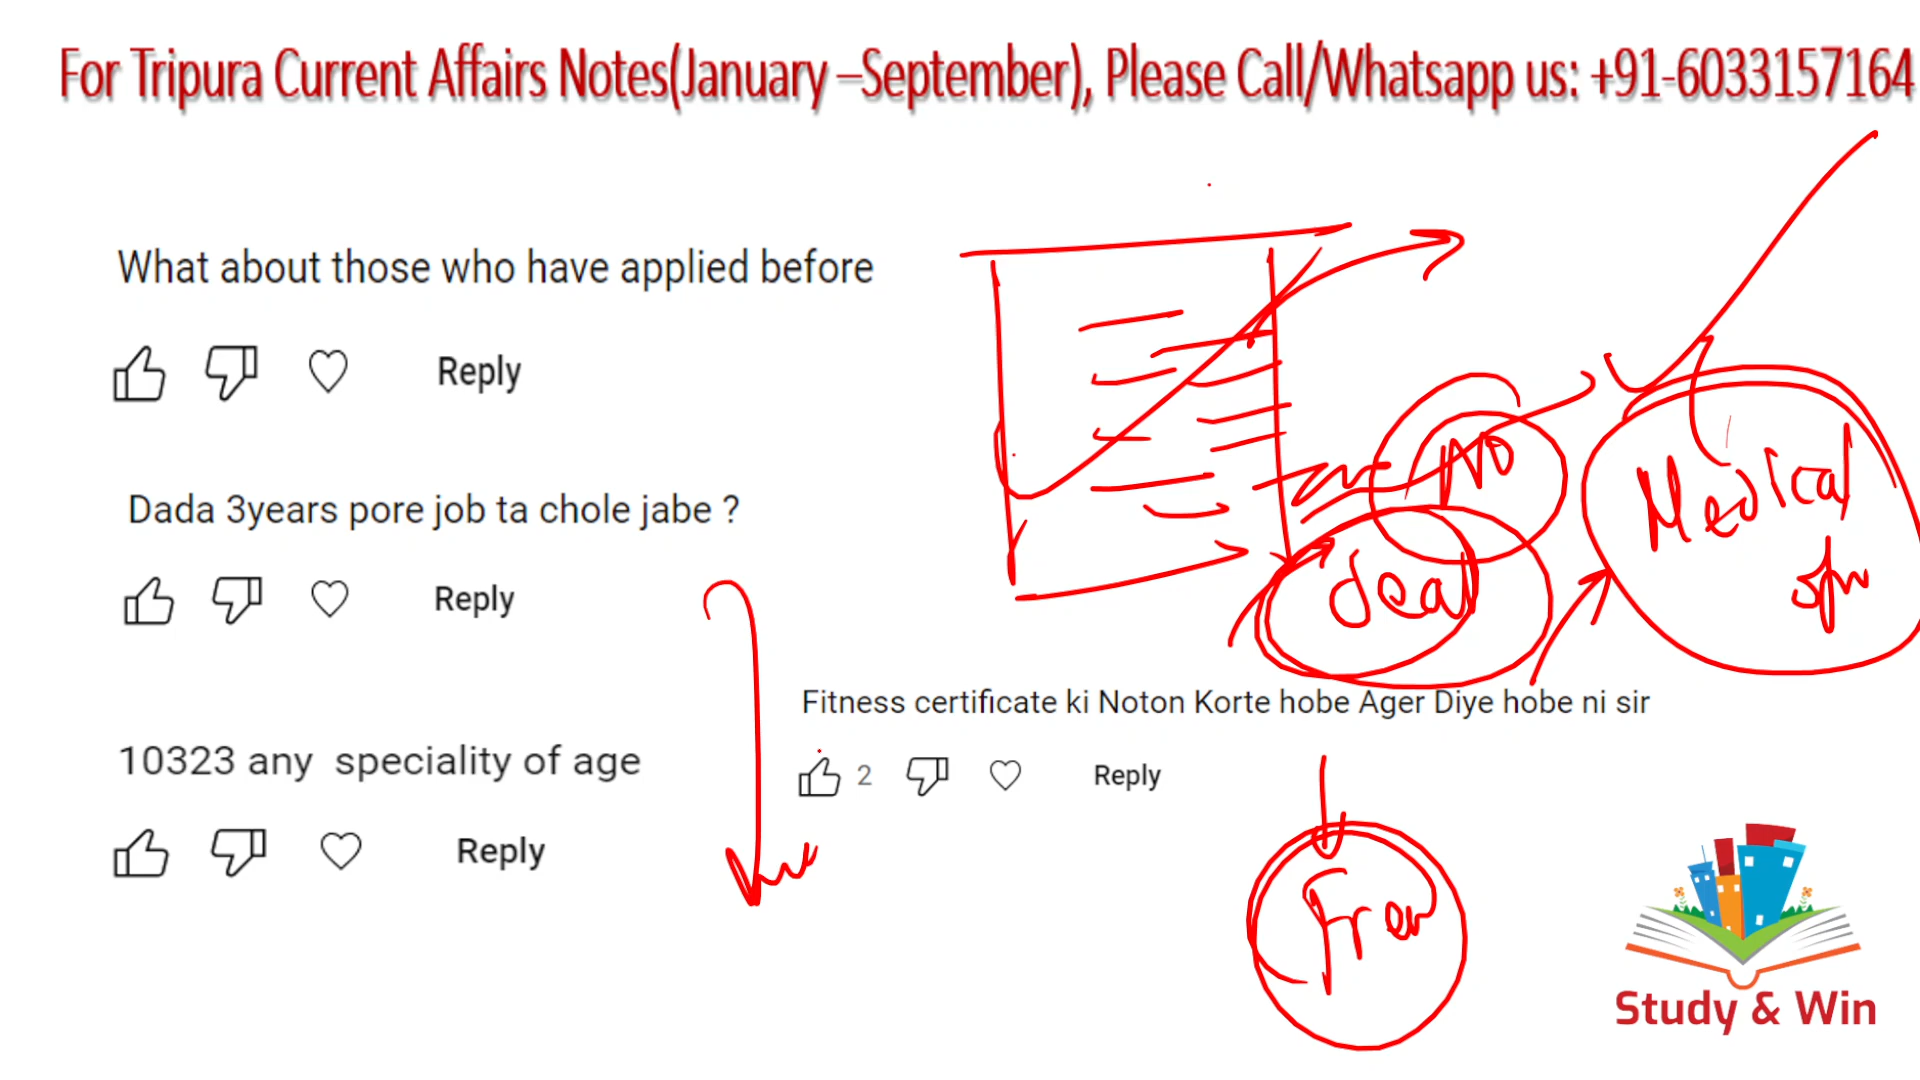 For Tripura Current Affairs Notes(January –September), Please Call/Whatsapp us: +91-6033157164
What about those who have applied before
Reply
NO
Medical
Dada 3years pore job ta chole jabe ?
Reply
Seal
Fitness certificate ki Noton Korte hobe Ager Diye hobe ni sir
10323 any speciality of age
2
Reply
Reply
Study & Win